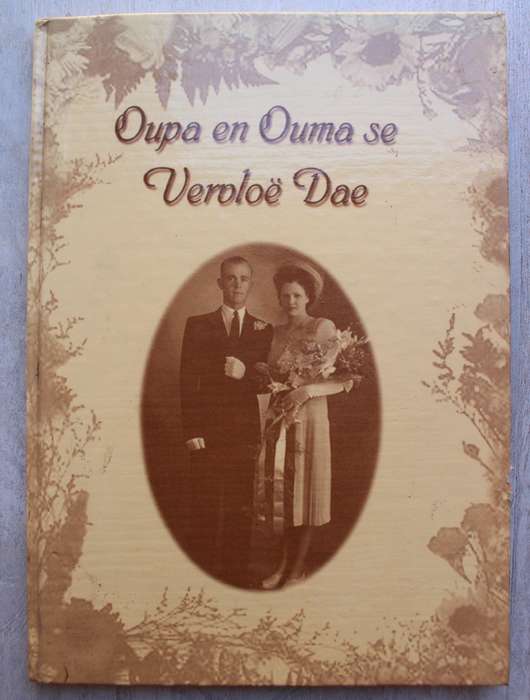 Oupa en Ouma se
Vervloë Dae